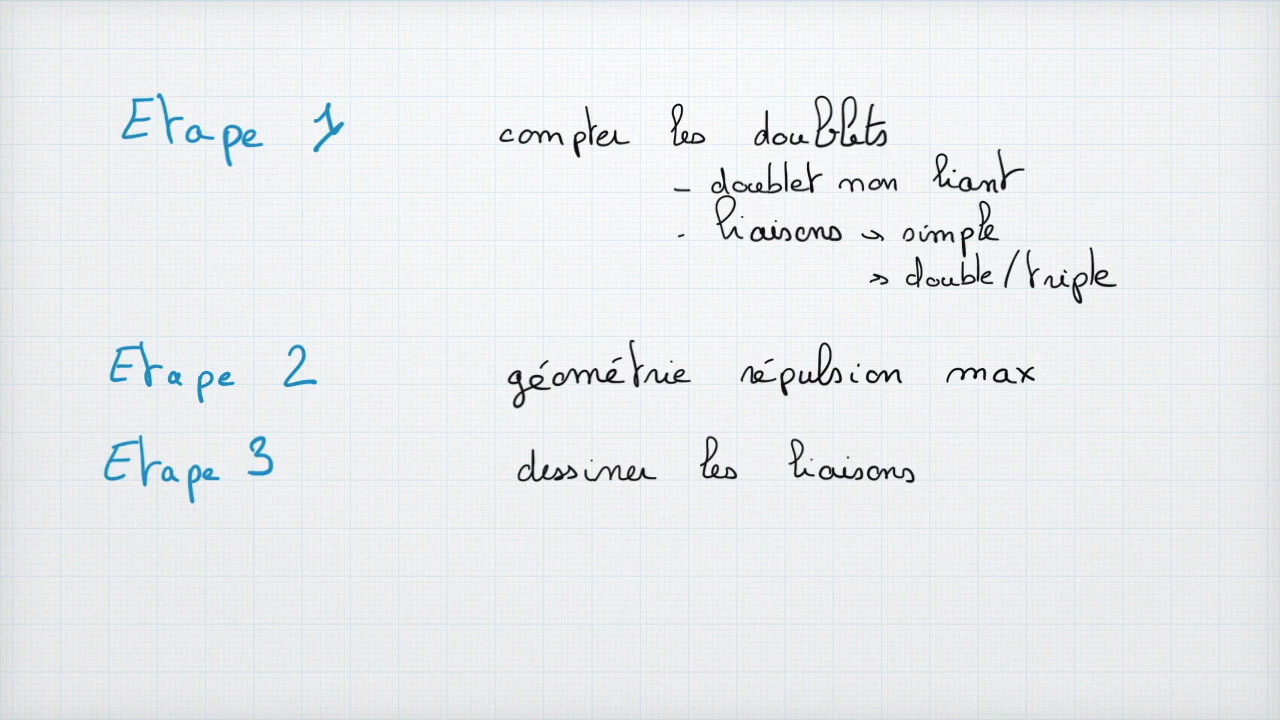 Etape 1 compter les doublets
- doublet non liant
- liaisons → simple
→ double/triple
Etape 2 géométrie répulsion max
Etape 3 dessiner les liaisons